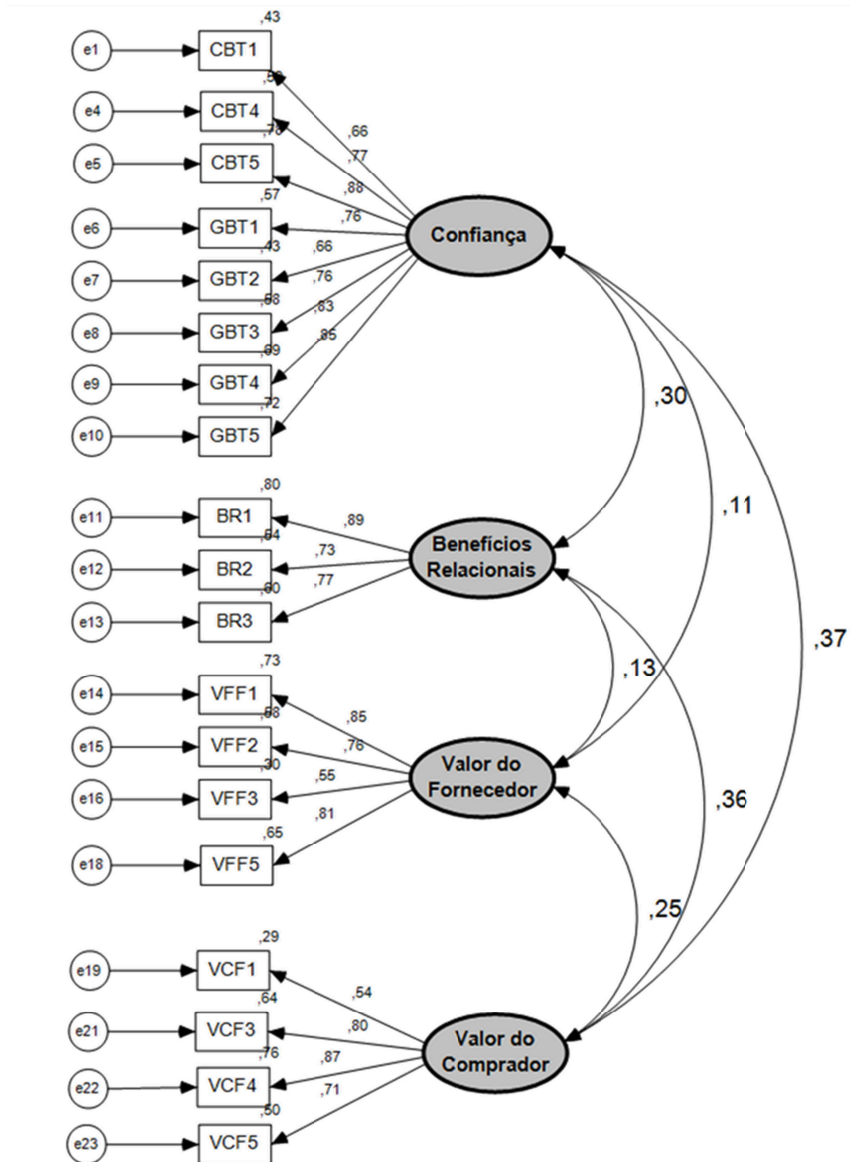 ,43
e1
CBT1
e4
CBT4
,66
,77
e5
CBT5
,88
,57
e6
GBT1
,76
Confiança
,43
,66
e7
GBT2
,76
e8
GBT3
,83
,85
,69
e9
GBT4
,72
e10
GBT5
,30
,11
,37
,80
e11
BR1
,89
Benefícios
Relacionais
e12
BR2
,73
,77
,60
e13
BR3
,13
,73
e14
VFF1
,85
e15
VFF2
,76
Valor do
Fornecedor
,30
,55
e16
VFF3
,81
,36
,65
e18
VFF5
,25
,29
e19
VCF1
,54
,64
e21
VCF3
,80
Valor do
Comprador
,76
,87
e22
VCF4
,71
,50
e23
VCF5